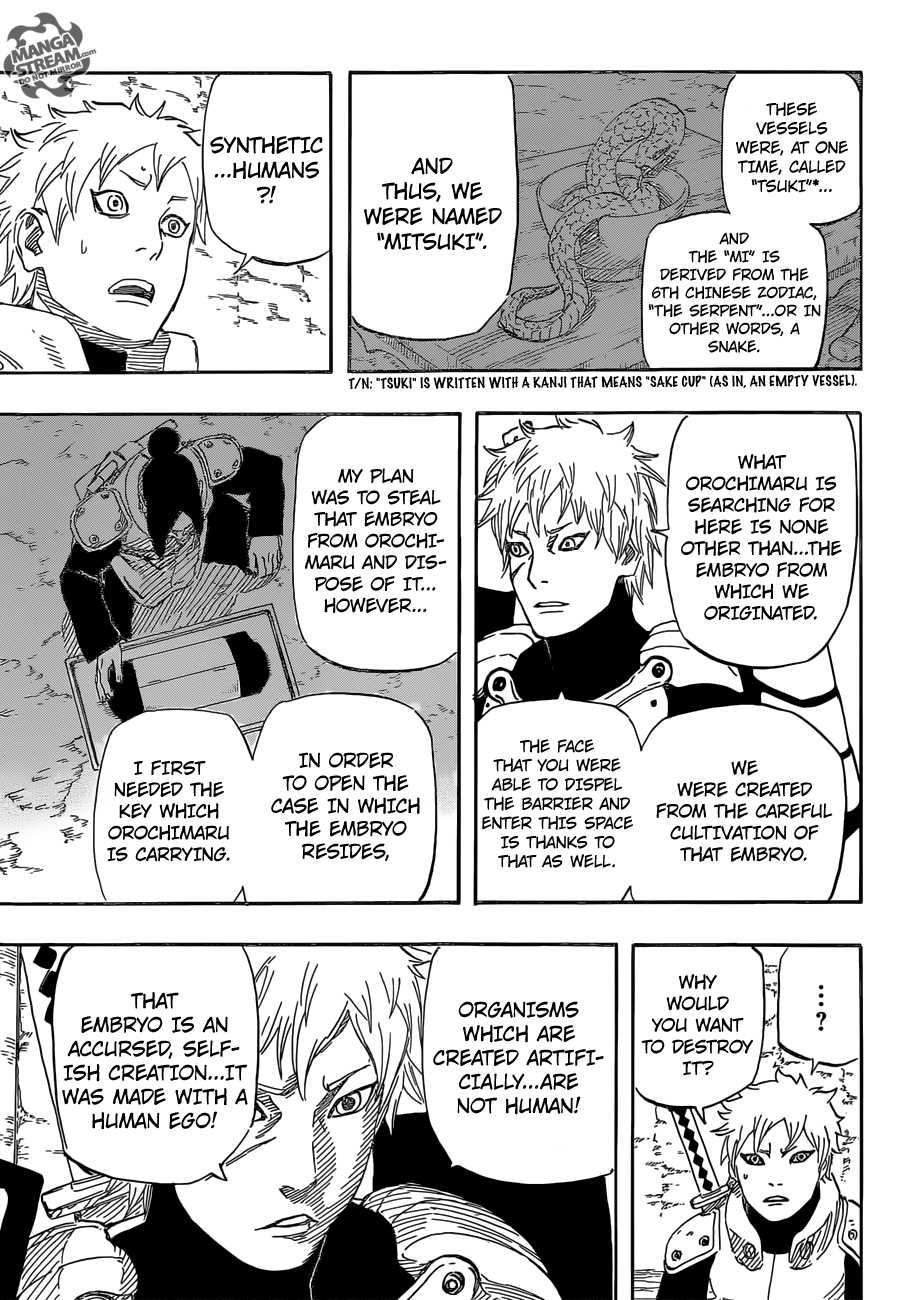 MANGA
STREAM.com
DO NOT MIRROR
THESE
VESSELS
WERE, AT ONE
TIME, CALLED
"TSUKI"*...
AND
THE "MI" IS
DERIVED FROM THE
6TH CHINESE ZODIAC,
"THE SERPENT"...OR IN
OTHER WORDS, A
SNAKE.
AND
THUS, WE
WERE NAMED
"MITSUKI".
T/N: "TSUKI" IS WRITTEN WITH A KANJI THAT MEANS "SAKE CUP" (AS IN, AN EMPTY VESSEL).
SYNTHETIC
...HUMANS
?!
WHAT
OROCHIMARU IS
SEARCHING FOR
HERE IS NONE
OTHER THAN...THE
EMBRYO FROM
WHICH WE
ORIGINATED.
WE
WERE CREATED
FROM THE CAREFUL
CULTIVATION OF
THAT EMBRYO.
THE FACE
THAT YOU WERE
ABLE TO DISPEL
THE BARRIER AND
ENTER THIS SPACE
IS THANKS TO
THAT AS WELL.
MY PLAN
WAS TO STEAL
THAT EMBRYO
FROM OROCHI-
MARU AND DIS-
POSE OF IT...
HOWEVER...
IN ORDER
TO OPEN THE
CASE IN WHICH
THE EMBRYO
RESIDES,
I FIRST
NEEDED THE
KEY WHICH
OROCHIMARU
IS CARRYING.
...?
WHY
WOULD
YOU WANT
TO DESTROY
IT?
ORGANISMS
WHICH ARE
CREATED ARTIFI-
CIALLY...ARE
NOT HUMAN!
THAT
EMBRYO IS AN
ACCURSED, SELF-
ISH CREATION...IT
WAS MADE WITH A
HUMAN EGO!